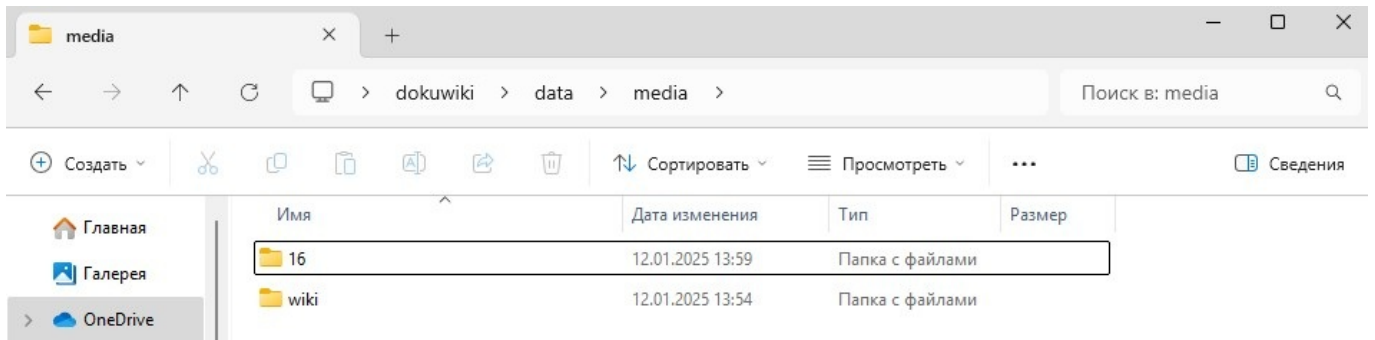 media
dokuwiki > data > media >
Поиск в: media
Создать
Сортировать
Просмотреть
Сведения
Главная
Галерея
OneDrive
Имя Дата изменения Тип Размер
16 12.01.2025 13:59 Папка с файлами
wiki 12.01.2025 13:54 Папка с файлами